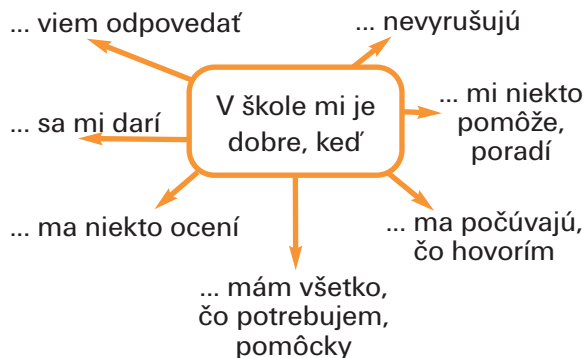 ... viem odpovedať
... nevyrušujú
V škole mi je
dobre, keď
... mi niekto
pomôže,
poradí
... sa mi darí
... ma niekto ocení
... ma počúvajú,
čo hovorím
... mám všetko,
čo potrebujem,
pomôcky